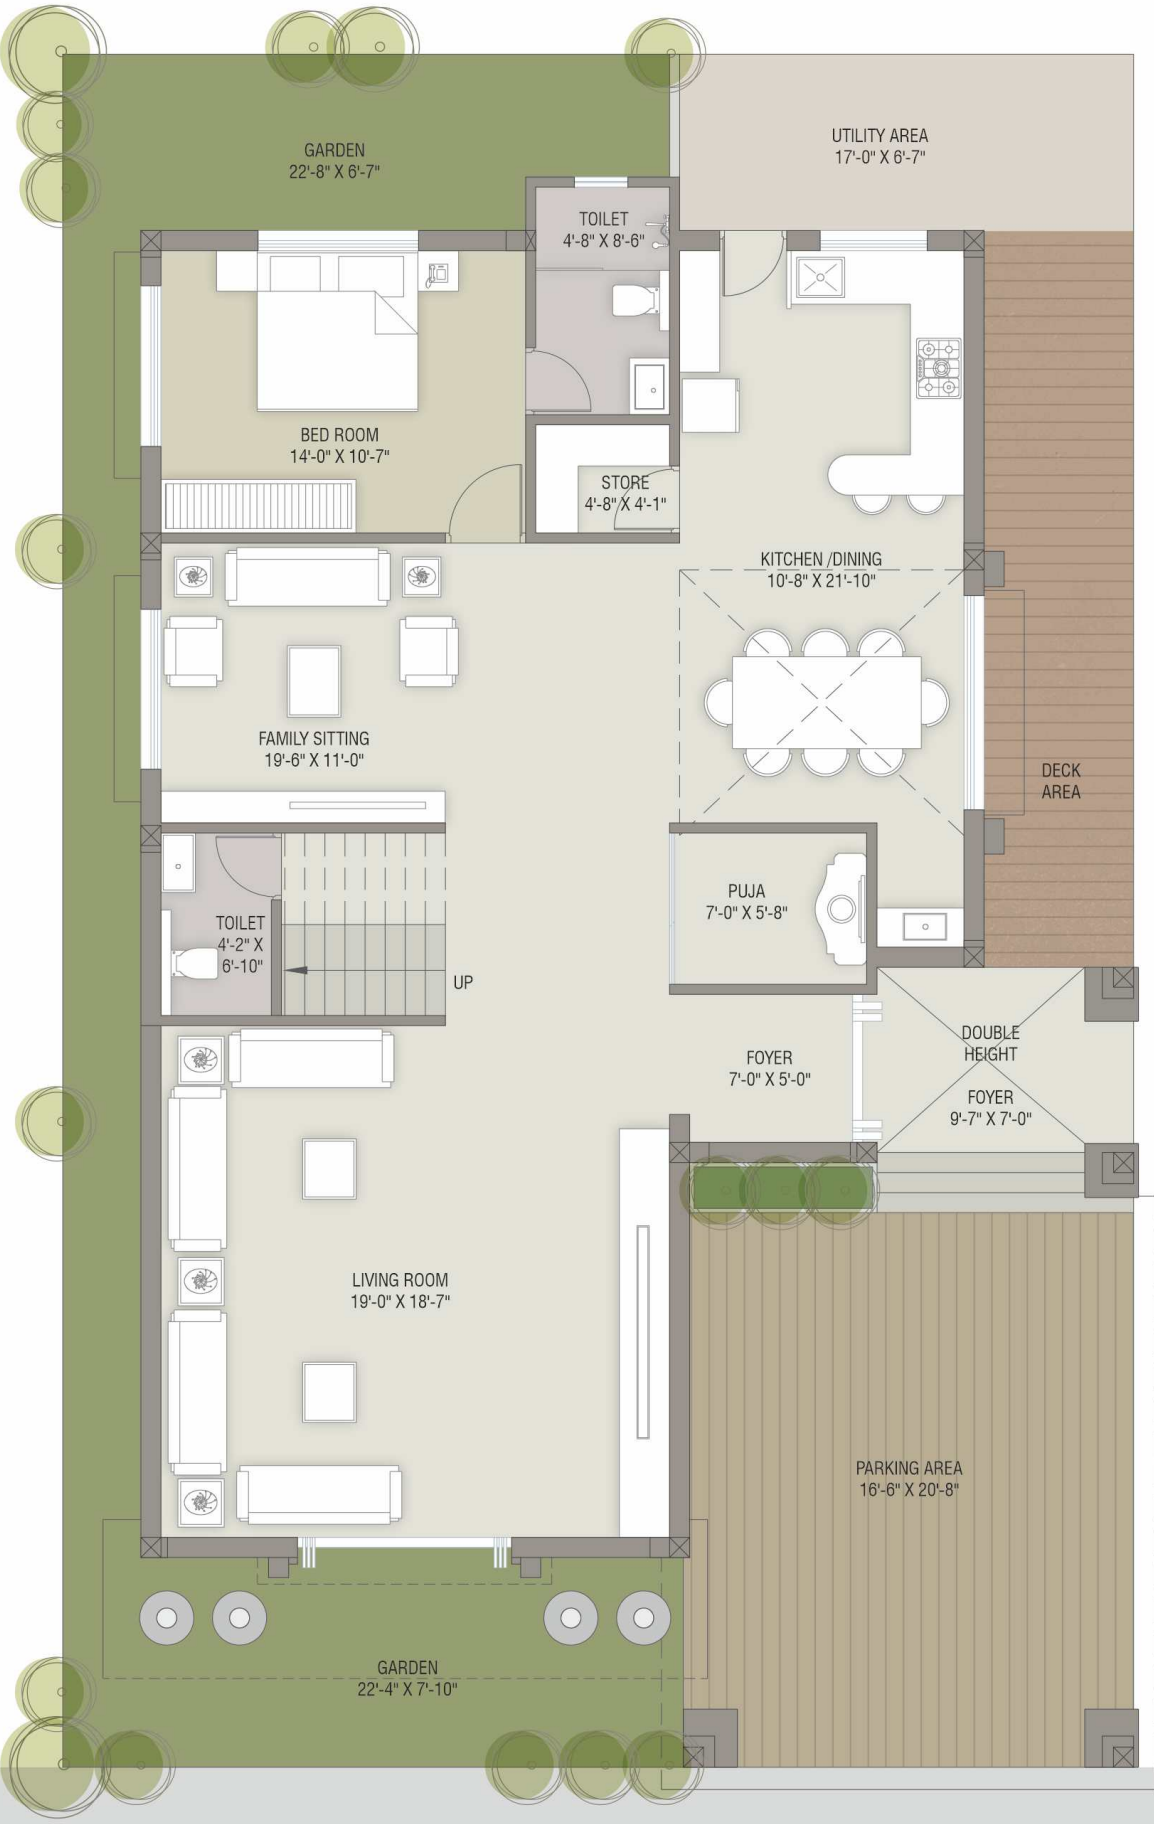 GARDEN
22'-8" X 6'-7"
UTILITY AREA
17'-0" X 6'-7"
TOILET
4'-8" X 8'-6"
BED ROOM
14'-0" X 10'-7"
STORE
4'-8" X 4'-1"
KITCHEN /DINING
10'-8" X 21'-10"
FAMILY SITTING
19'-6" X 11'-0"
DECK
AREA
PUJA
7'-0" X 5'-8"
TOILET
4'-2" X
6'-10"
UP
FOYER
7'-0" X 5'-0"
DOUBLE
HEIGHT
FOYER
9'-7" X 7'-0"
LIVING ROOM
19'-0" X 18'-7"
PARKING AREA
16'-6" X 20'-8"
GARDEN
22'-4" X 7'-10"